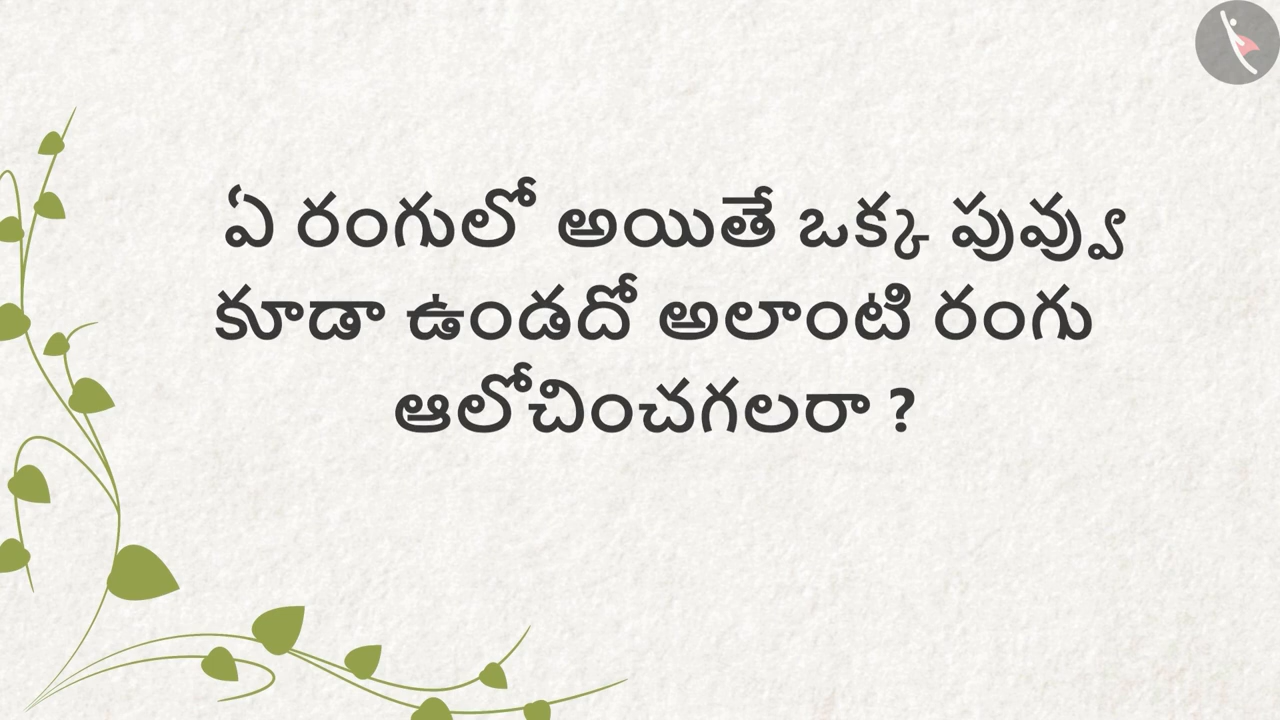 ఏ రంగులో అయితే ఒక్క పువ్వు
కూడా ఉండదో అలాంటి రంగు
ఆలోచించగలరా ?